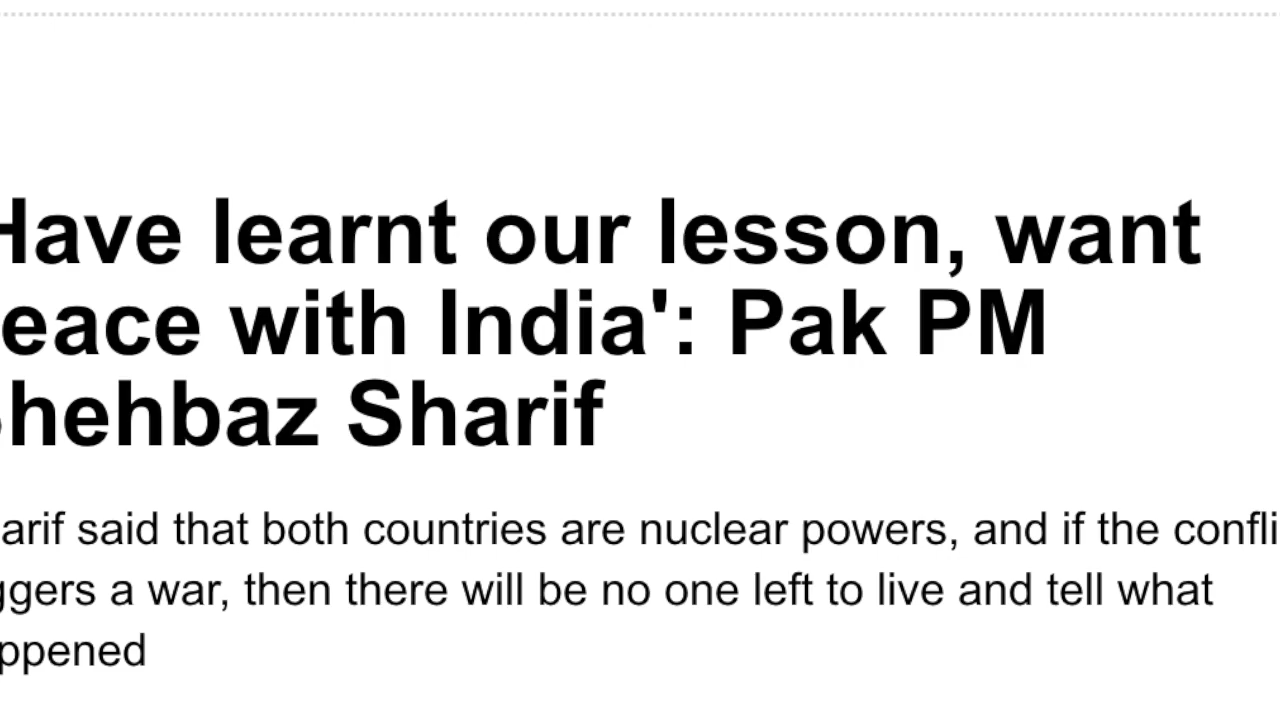 Have learnt our lesson, want
eace with India': Pak PM
Shehbaz Sharif
arif said that both countries are nuclear powers, and if the confli
ggers a war, then there will be no one left to live and tell what
ppened